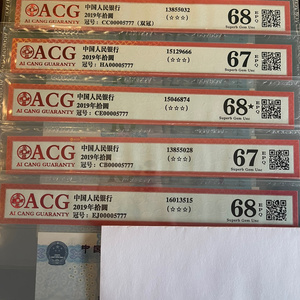 ACG
AI CANG GUARANTY
中国人民银行
2019年拾圆
冠号：CC00005777（双冠）
13855032
(☆☆☆)
68 EPQ
Superb Gem Unc
ACG
AI CANG GUARANTY
中国人民银行
2019年拾圆
冠号：HA00005777
15129666
(☆☆☆)
67 EPQ
Superb Gem Unc
ACG
AI CANG GUARANTY
中国人民银行
2019年拾圆
冠号：CE00005777
15046874
(☆☆☆)
68★ EPQ
Superb Gem Unc
ACG
AI CANG GUARANTY
中国人民银行
2019年拾圆
冠号：CB00005777
13855028
(☆☆☆)
67 EPQ
Superb Gem Unc
ACG
AI CANG GUARANTY
中国人民银行
2019年拾圆
冠号：EJ00005777
16013515
(☆☆☆)
68 EPQ
Superb Gem Unc
中国